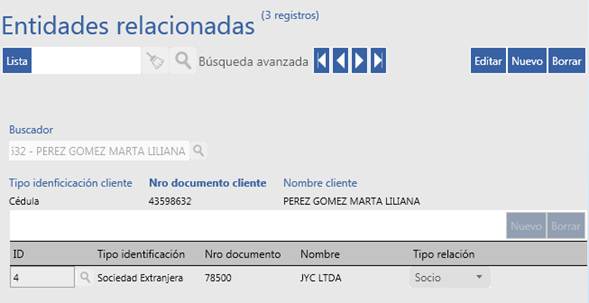 Entidades relacionadas (3 registros)
Lista Búsqueda avanzada Editar Nuevo Borrar
Buscador
532 - PEREZ GOMEZ MARTA LILIANA
Tipo idenficicación cliente Nro documento cliente Nombre cliente
Cédula 43598632 PEREZ GOMEZ MARTA LILIANA
Nuevo Borrar
ID Tipo identificación Nro documento Nombre Tipo relación
4 Sociedad Extranjera 78500 JYC LTDA Socio